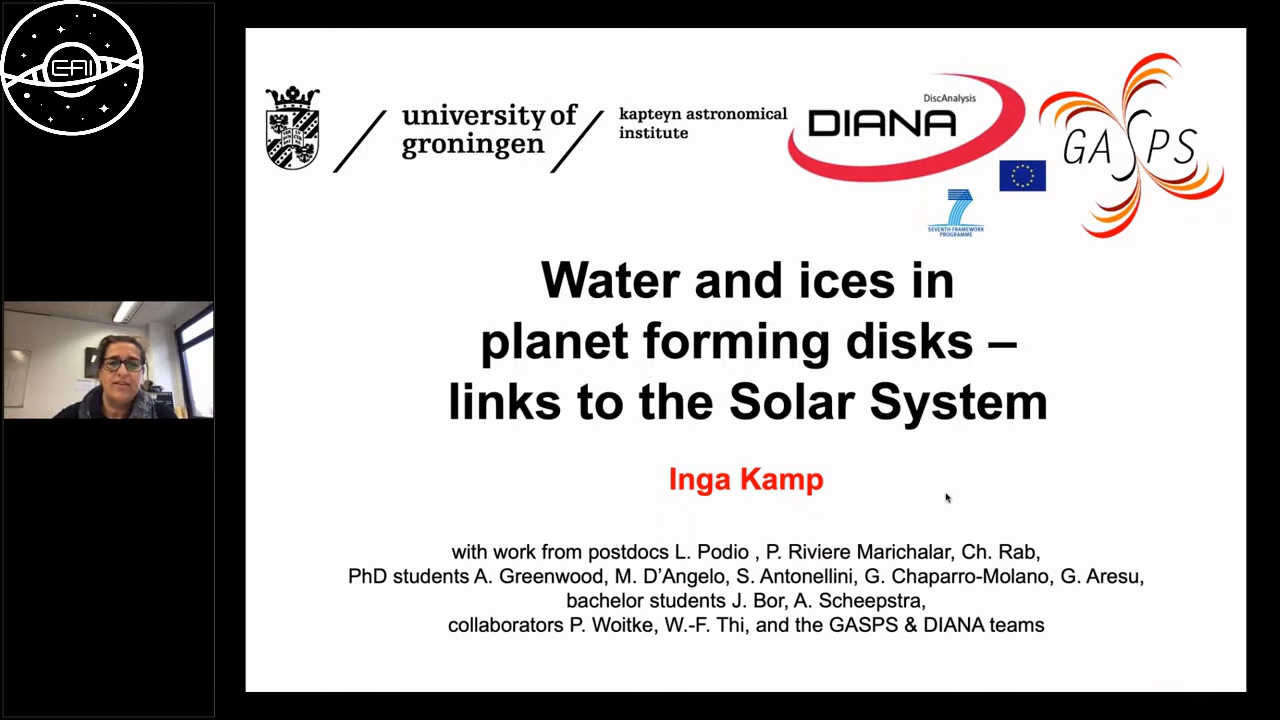 EAI
university of
groningen
kapteyn astronomical
institute
DiscAnalysis
DIANA
GASPS
7
SEVENTH FRAMEWORK
PROGRAMME
Water and ices in
planet forming disks –
links to the Solar System
Inga Kamp
with work from postdocs L. Podio , P. Riviere Marichalar, Ch. Rab,
PhD students A. Greenwood, M. D'Angelo, S. Antonellini, G. Chaparro-Molano, G. Aresu,
bachelor students J. Bor, A. Scheepstra,
collaborators P. Woitke, W.-F. Thi, and the GASPS & DIANA teams